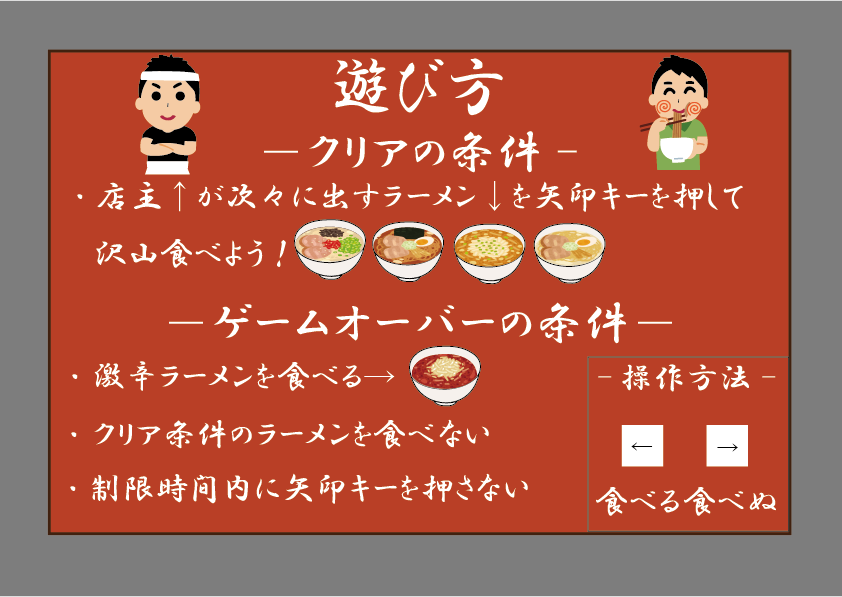 遊び方
―クリアの条件－
・店主↑が次々に出すラーメン↓を矢印キーを押して
沢山食べよう！
―ゲームオーバーの条件―
・激辛ラーメンを食べる→
・クリア条件のラーメンを食べない
・制限時間内に矢印キーを押さない
－操作方法－
← →
食べる食べぬ